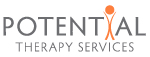 POTENTIAL
THERAPY SERVICES